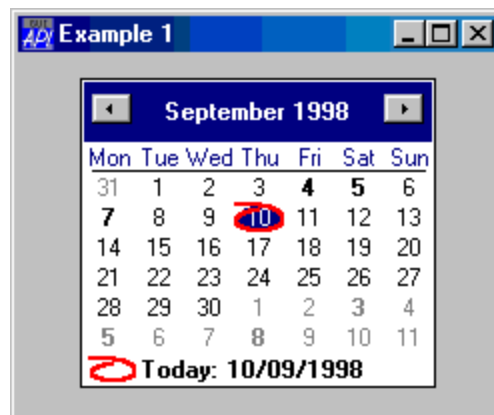 GUI
APL Example 1
September 1998
Mon Tue Wed Thu Fri Sat Sun
31 1 2 3 4 5 6
7 8 9 10 11 12 13
14 15 16 17 18 19 20
21 22 23 24 25 26 27
28 29 30 1 2 3 4
5 6 7 8 9 10 11
Today: 10/09/1998